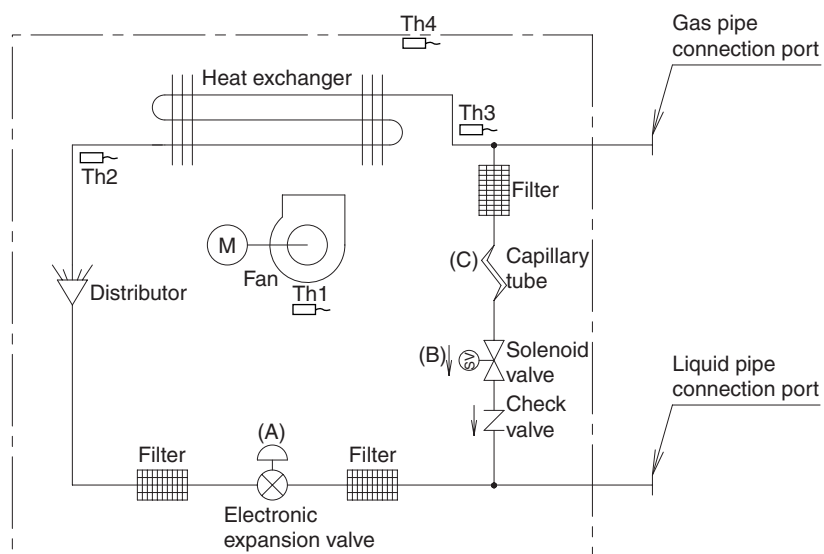 Th4
Gas pipe
connection port
Heat exchanger
Th3
Th2
Filter
M
Fan
(C)
Capillary
tube
Distributor
Th1
(B)
SV
Solenoid
valve
Liquid pipe
connection port
Check
valve
(A)
Filter
Filter
Electronic
expansion valve